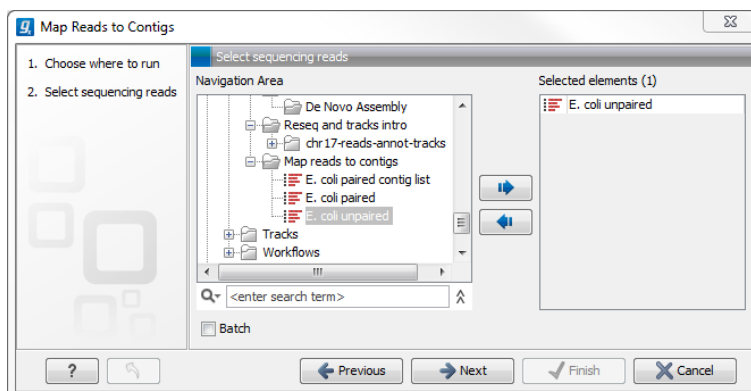 Map Reads to Contigs
1. Choose where to run
2. Select sequencing reads
Select sequencing reads
Navigation Area
De Novo Assembly
Reseq and tracks intro
chr17-reads-annot-tracks
Map reads to contigs
E. coli paired contig list
E. coli paired
E. coli unpaired
Tracks
Workflows
<enter search term>
Batch
Selected elements (1)
E. coli unpaired
?
Previous
Next
Finish
Cancel